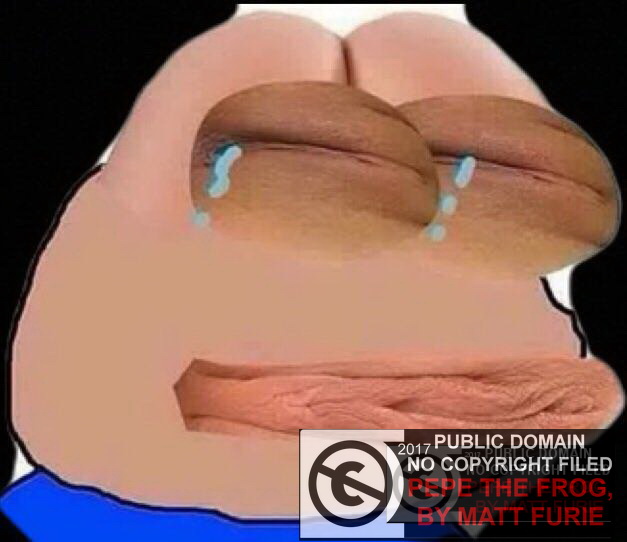 2017 PUBLIC DOMAIN
NO COPYRIGHT FILED
PEPE THE FROG,
BY MATT FURIE